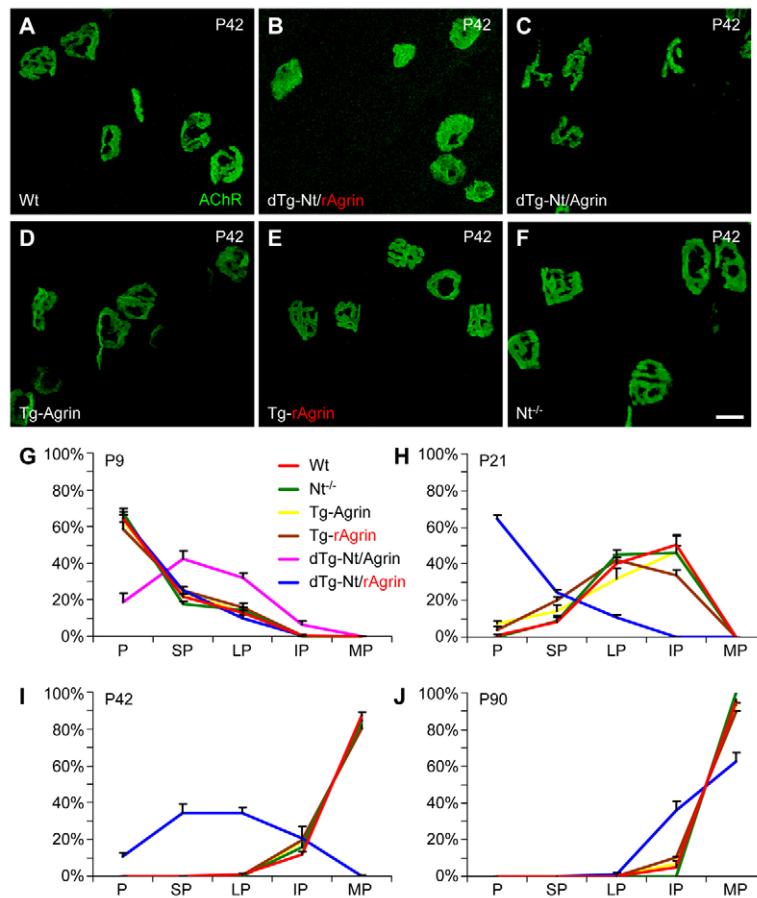 A P42
Wt AChR
B P42
dTg-Nt/rAgrin
C P42
dTg-Nt/Agrin
D P42
Tg-Agrin
E P42
Tg-rAgrin
F P42
Nt-/-
G P9
100%
80%
60%
40%
20%
0%
P SP LP IP MP
Wt
Nt-/-
Tg-Agrin
Tg-rAgrin
dTg-Nt/Agrin
dTg-Nt/rAgrin
H P21
100%
80%
60%
40%
20%
0%
P SP LP IP MP
I P42
100%
80%
60%
40%
20%
0%
P SP LP IP MP
J P90
100%
80%
60%
40%
20%
0%
P SP LP IP MP